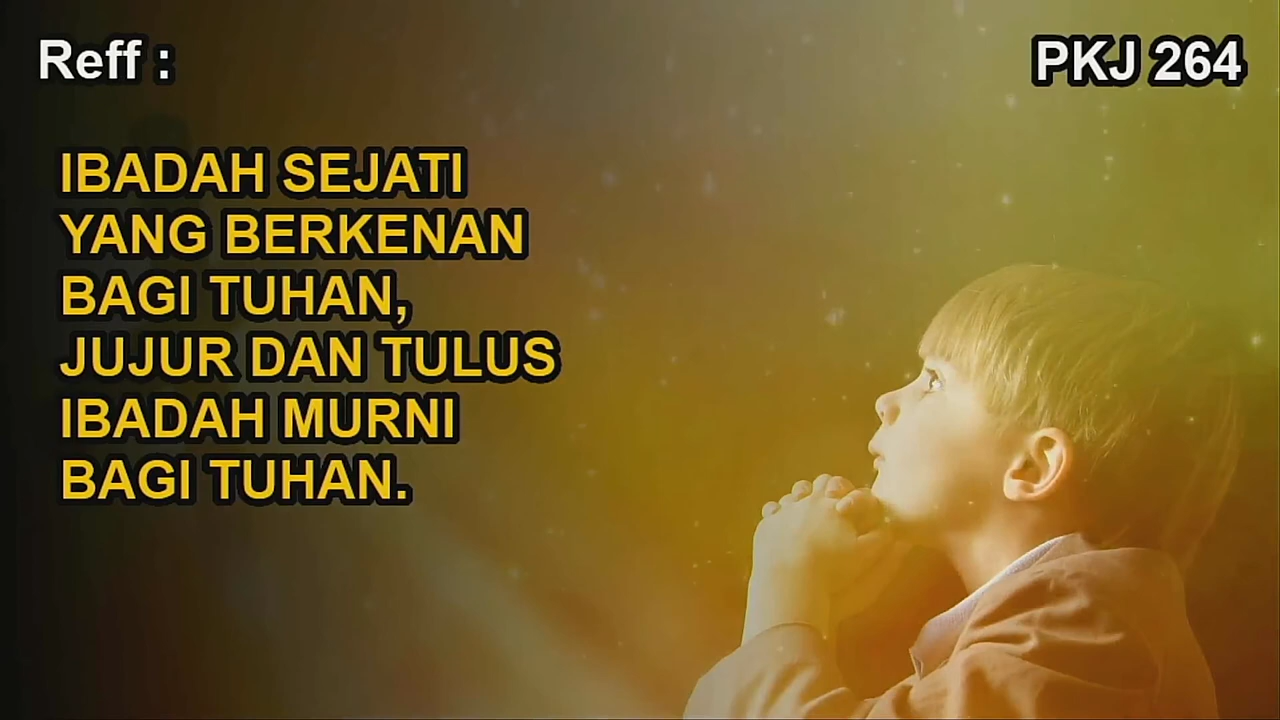 Reff :
PKJ 264
IBADAH SEJATI
YANG BERKENAN
BAGI TUHAN,
JUJUR DAN TULUS
IBADAH MURNI
BAGI TUHAN.